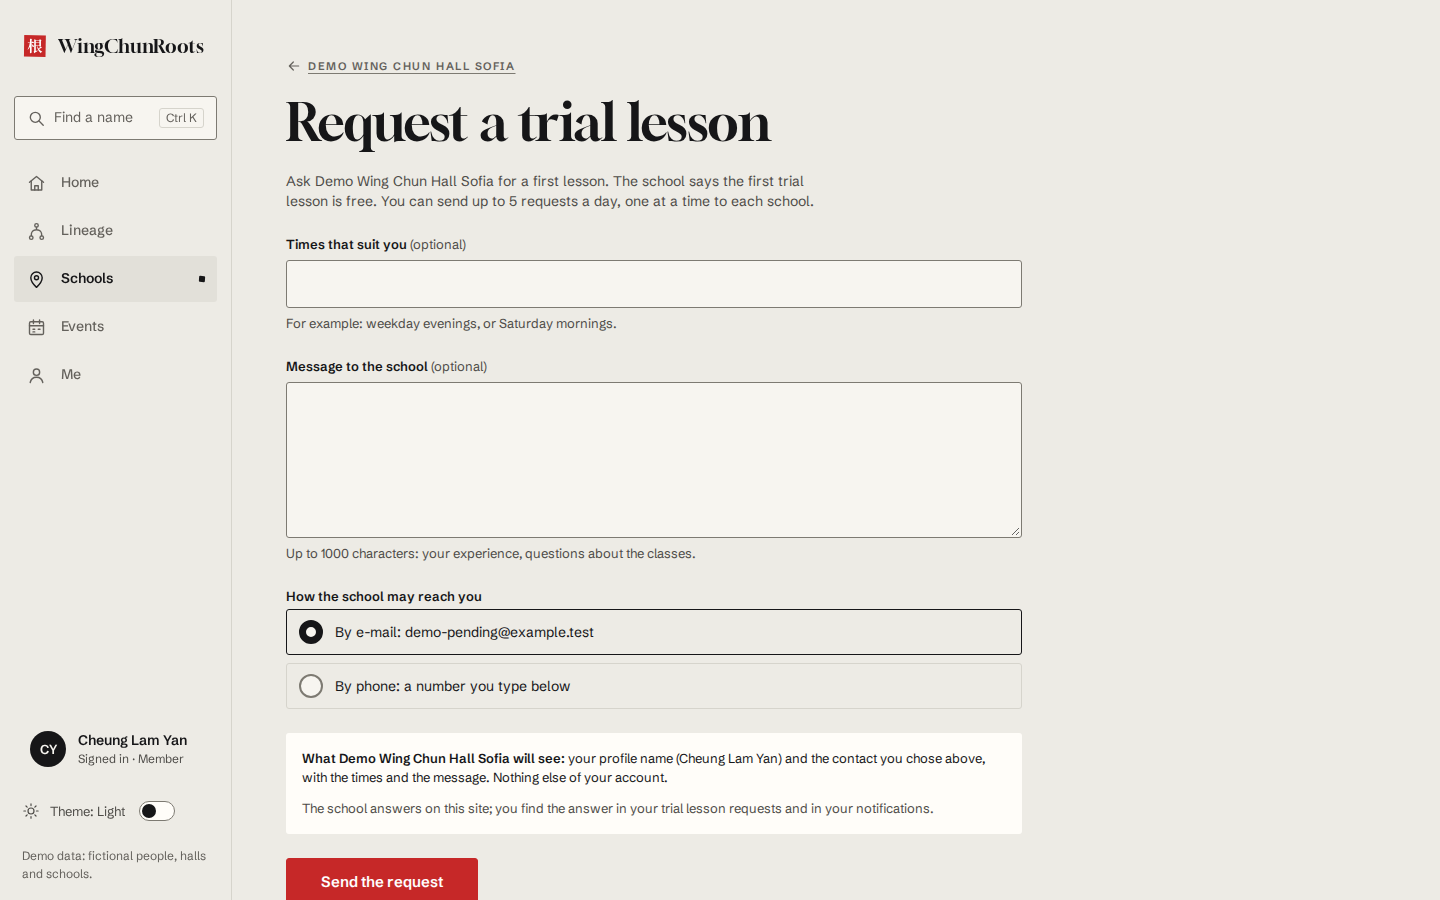 根 WingChunRoots
Find a name Ctrl K
Home
Lineage
Schools
Events
Me
CY
Cheung Lam Yan
Signed in · Member
Theme: Light
Demo data: fictional people, halls
and schools.
← DEMO WING CHUN HALL SOFIA
Request a trial lesson
Ask Demo Wing Chun Hall Sofia for a first lesson. The school says the first trial
lesson is free. You can send up to 5 requests a day, one at a time to each school.
Times that suit you (optional)
For example: weekday evenings, or Saturday mornings.
Message to the school (optional)
Up to 1000 characters: your experience, questions about the classes.
How the school may reach you
By e-mail: demo-pending@example.test
By phone: a number you type below
What Demo Wing Chun Hall Sofia will see: your profile name (Cheung Lam Yan) and the contact you chose above,
with the times and the message. Nothing else of your account.
The school answers on this site; you find the answer in your trial lesson requests and in your notifications.
Send the request